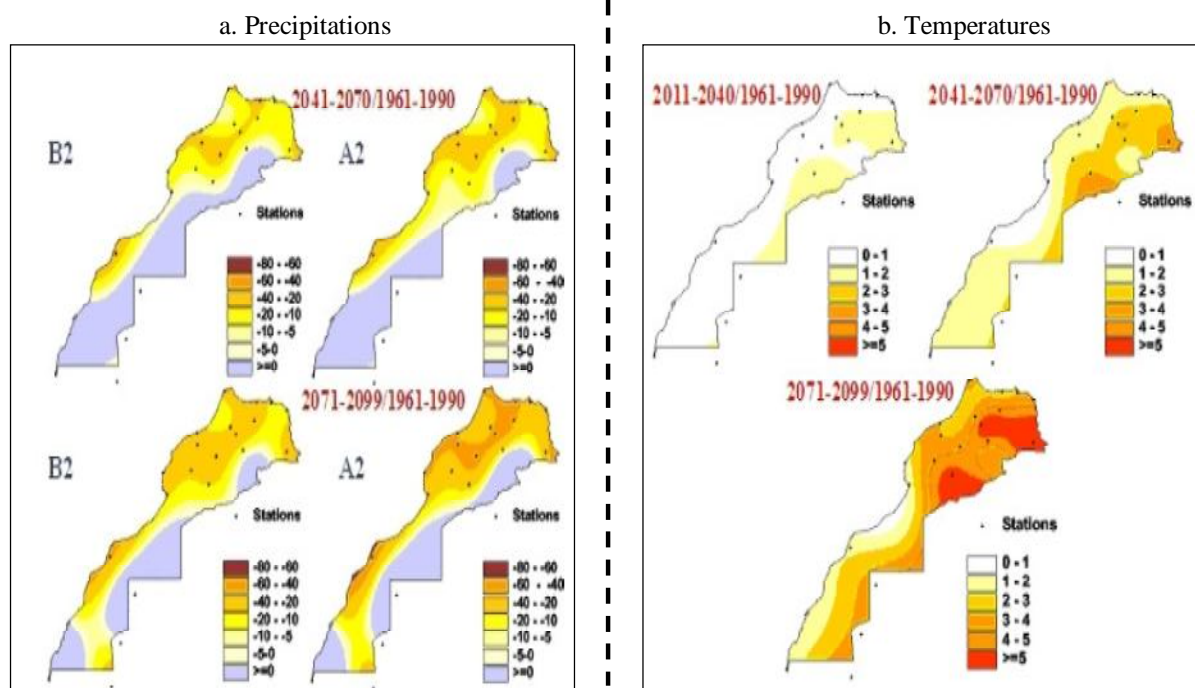 a. Precipitations
2041-2070/1961-1990
B2
A2
Stations
-80 - -60
-60 - -40
-40 - -20
-20 - -10
-10 - -5
-5-0
>=0
Stations
-80 - -60
-60 - -40
-40 - -20
-20 - -10
-10 - -5
-5-0
>=0
2071-2099/1961-1990
B2
A2
Stations
-80 - -60
-60 - -40
-40 - -20
-20 - -10
-10 - -5
-5-0
>=0
Stations
-80 - -60
-60 - -40
-40 - -20
-20 - -10
-10 - -5
-5-0
>=0
b. Temperatures
2011-2040/1961-1990
2041-2070/1961-1990
Stations
0 - 1
1 - 2
2 - 3
3 - 4
4 - 5
>=5
Stations
0 - 1
1 - 2
2 - 3
3 - 4
4 - 5
>=5
2071-2099/1961-1990
Stations
0 - 1
1 - 2
2 - 3
3 - 4
4 - 5
>=5